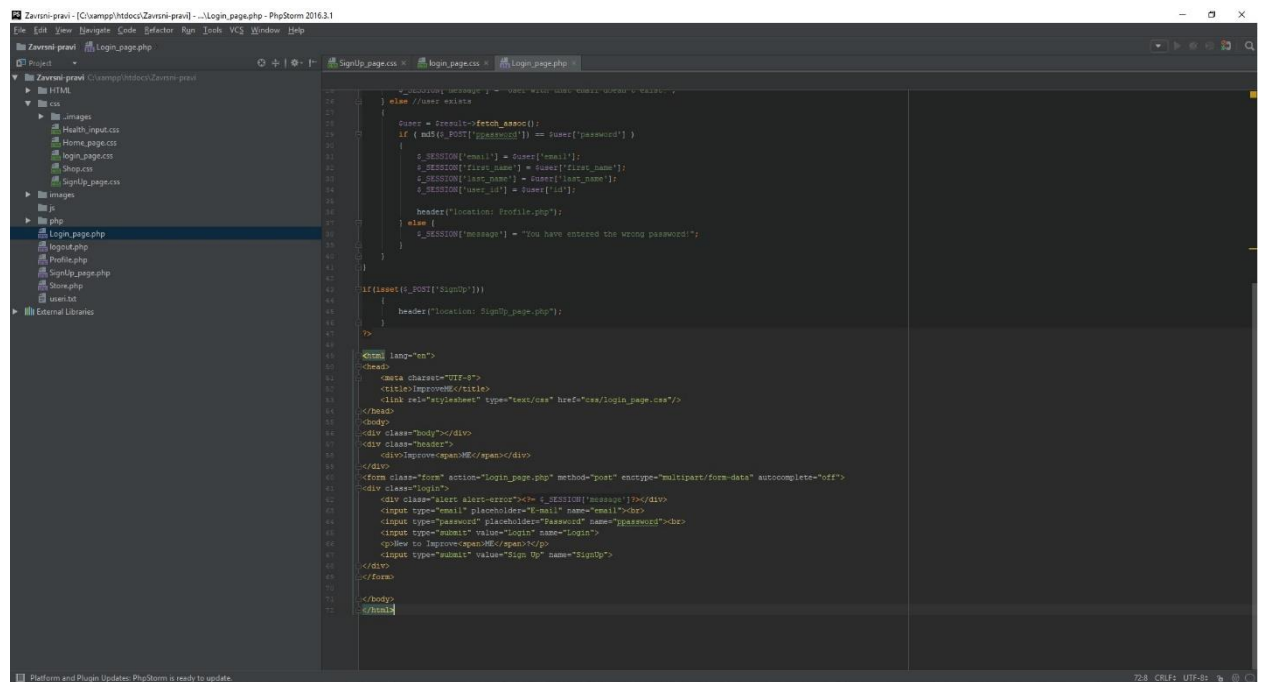 Zavrsni-pravi - [C:\xampp\htdocs\Zavrsni-pravi] - ...\Login_page.php - PhpStorm 2016.3.1
File Edit View Navigate Code Refactor Run Tools VCS Window Help
Zavrsni-pravi Login_page.php
Project
SignUp_page.css login_page.css Login_page.php
Zavrsni-pravi C:\xampp\htdocs\Zavrsni-pravi
HTML
css
Health_input.css
Home_page.css
login_page.css
Shop.css
SignUp_page.css
images
js
php
Login_page.php
logout.php
Profile.php
SignUp_page.php
Store.php
useri.txt
External Libraries
$_SESSION['message'] = "User with that email doesn't exist!";
} else //user exists
{
$user = $result->fetch_assoc();
if ( md5($_POST['ppassword']) == $user['password'] )
{
$_SESSION['email'] = $user['email'];
$_SESSION['first_name'] = $user['first_name'];
$_SESSION['last_name'] = $user['last_name'];
$_SESSION['user_id'] = $user['id'];
header("location: Profile.php");
} else {
$_SESSION['message'] = "You have entered the wrong password!";
}
}
}
if(isset($_POST['SignUp']))
{
header("location: SignUp_page.php");
}
?>
<html lang="en">
<head>
<meta charset="UTF-8">
<title>ImproveME</title>
<link rel="stylesheet" type="text/css" href="css/login_page.css"/>
</head>
<body>
<div class="body"></div>
<div class="header">
<div>Improve<span>ME</span></div>
</div>
<form class="form" action="Login_page.php" method="post" enctype="multipart/form-data" autocomplete="off">
<div class="login">
<div class="alert alert-error"><?= $_SESSION['message']?></div>
<input type="email" placeholder="E-mail" name="email"><br>
<input type="password" placeholder="Password" name="ppassword"><br>
<input type="submit" value="Login" name="Login">
<p>New to Improve<span>ME</span>?</p>
<input type="submit" value="Sign Up" name="SignUp">
</div>
</form>
</body>
</html>
Platform and Plugin Updates: PhpStorm is ready to update.
72:8 CRLF UTF-8